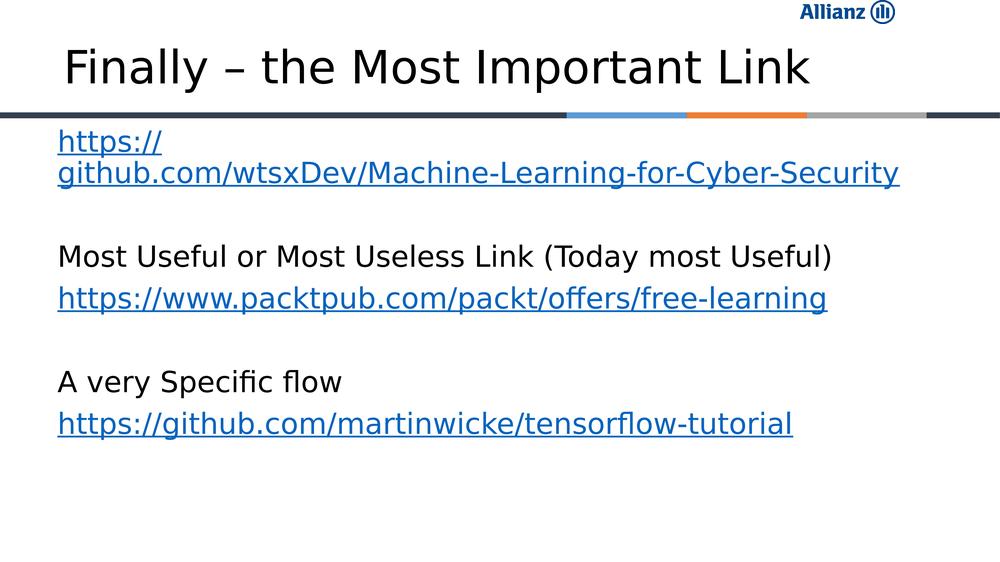 Allianz
Finally – the Most Important Link
https://
github.com/wtsxDev/Machine-Learning-for-Cyber-Security
Most Useful or Most Useless Link (Today most Useful)
https://www.packtpub.com/packt/offers/free-learning
A very Specific flow
https://github.com/martinwicke/tensorflow-tutorial